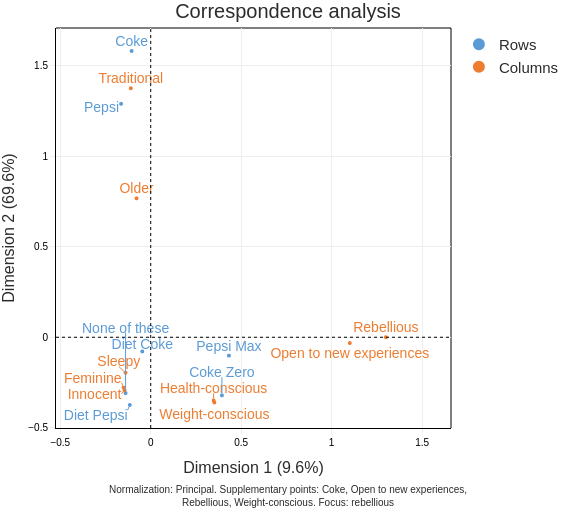 Correspondence analysis
Coke
Traditional
Pepsi
Older
None of these
Diet Coke
Sleepy
Feminine
Innocent
Diet Pepsi
Pepsi Max
Coke Zero
Health-conscious
Weight-conscious
Rebellious
Open to new experiences
Rows
Columns
Dimension 2 (69.6%)
1.5
1
0.5
0
−0.5
−0.5
0
0.5
1
1.5
Dimension 1 (9.6%)
Normalization: Principal. Supplementary points: Coke, Open to new experiences,
Rebellious, Weight-conscious. Focus: rebellious